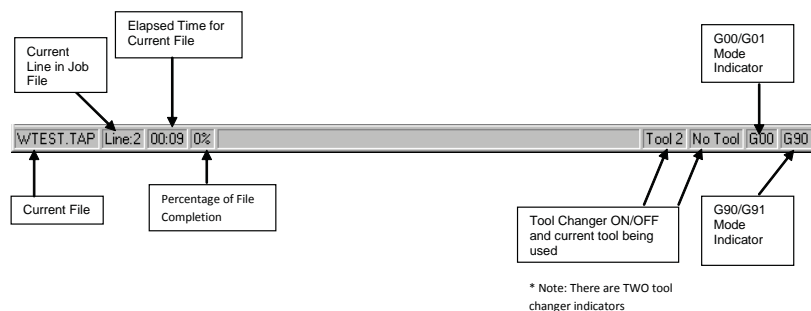 Elapsed Time for
Current File
Current
Line in Job
File
G00/G01
Mode
Indicator
WTEST.TAP Line:2 00:09 0% Tool 2 No Tool G00 G90
Current File
Percentage of File
Completion
Tool Changer ON/OFF
and current tool being
used
G90/G91
Mode
Indicator
* Note: There are TWO tool
changer indicators